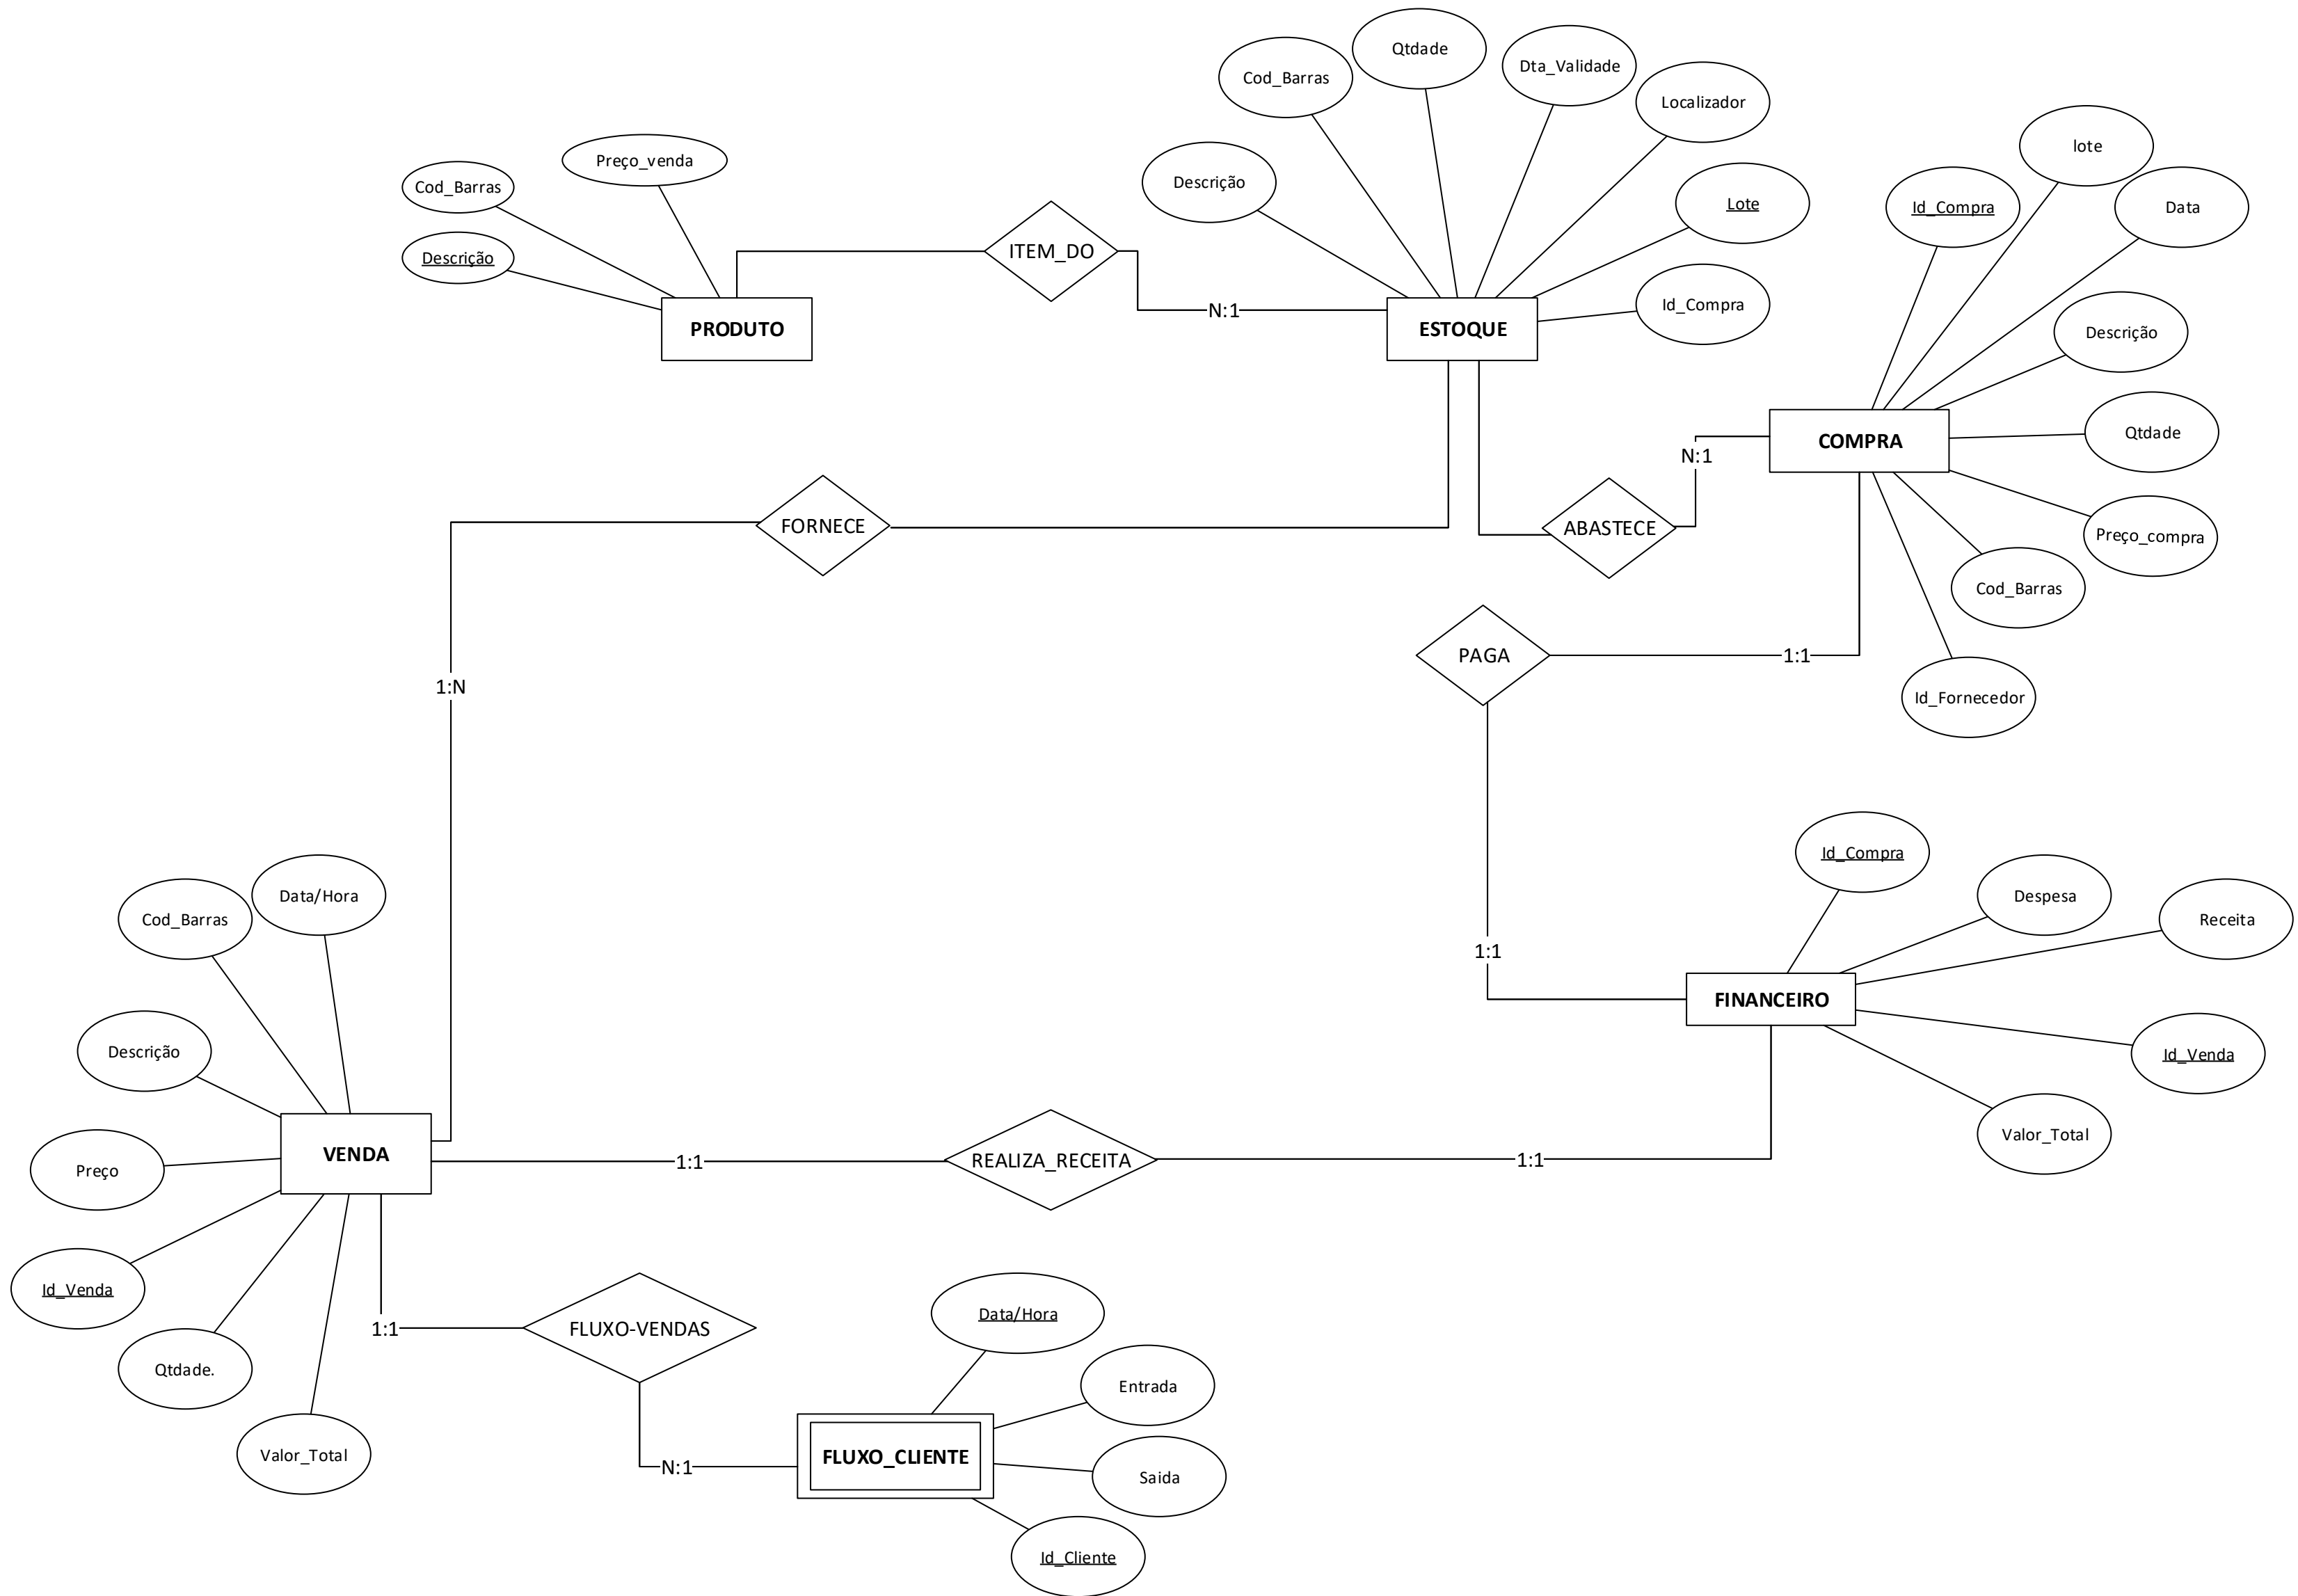 Qtdade
Dta_Validade
Cod_Barras
Localizador
lote
Preço_venda
Cod_Barras
Descrição
Lote
Id_Compra
Data
ITEM_DO
Descrição
Id_Compra
N:1
PRODUTO
ESTOQUE
Descrição
Qtdade
COMPRA
N:1
FORNECE
ABASTECE
Preço_compra
Cod_Barras
PAGA
1:1
1:N
Id_Fornecedor
Id_Compra
Data/Hora
Despesa
Cod_Barras
Receita
1:1
FINANCEIRO
Descrição
Id_Venda
Valor_Total
VENDA
1:1
REALIZA_RECEITA
1:1
Preço
Id_Venda
Data/Hora
1:1
FLUXO-VENDAS
Qtdade.
Entrada
Valor_Total
FLUXO_CLIENTE
N:1
Saida
Id_Cliente